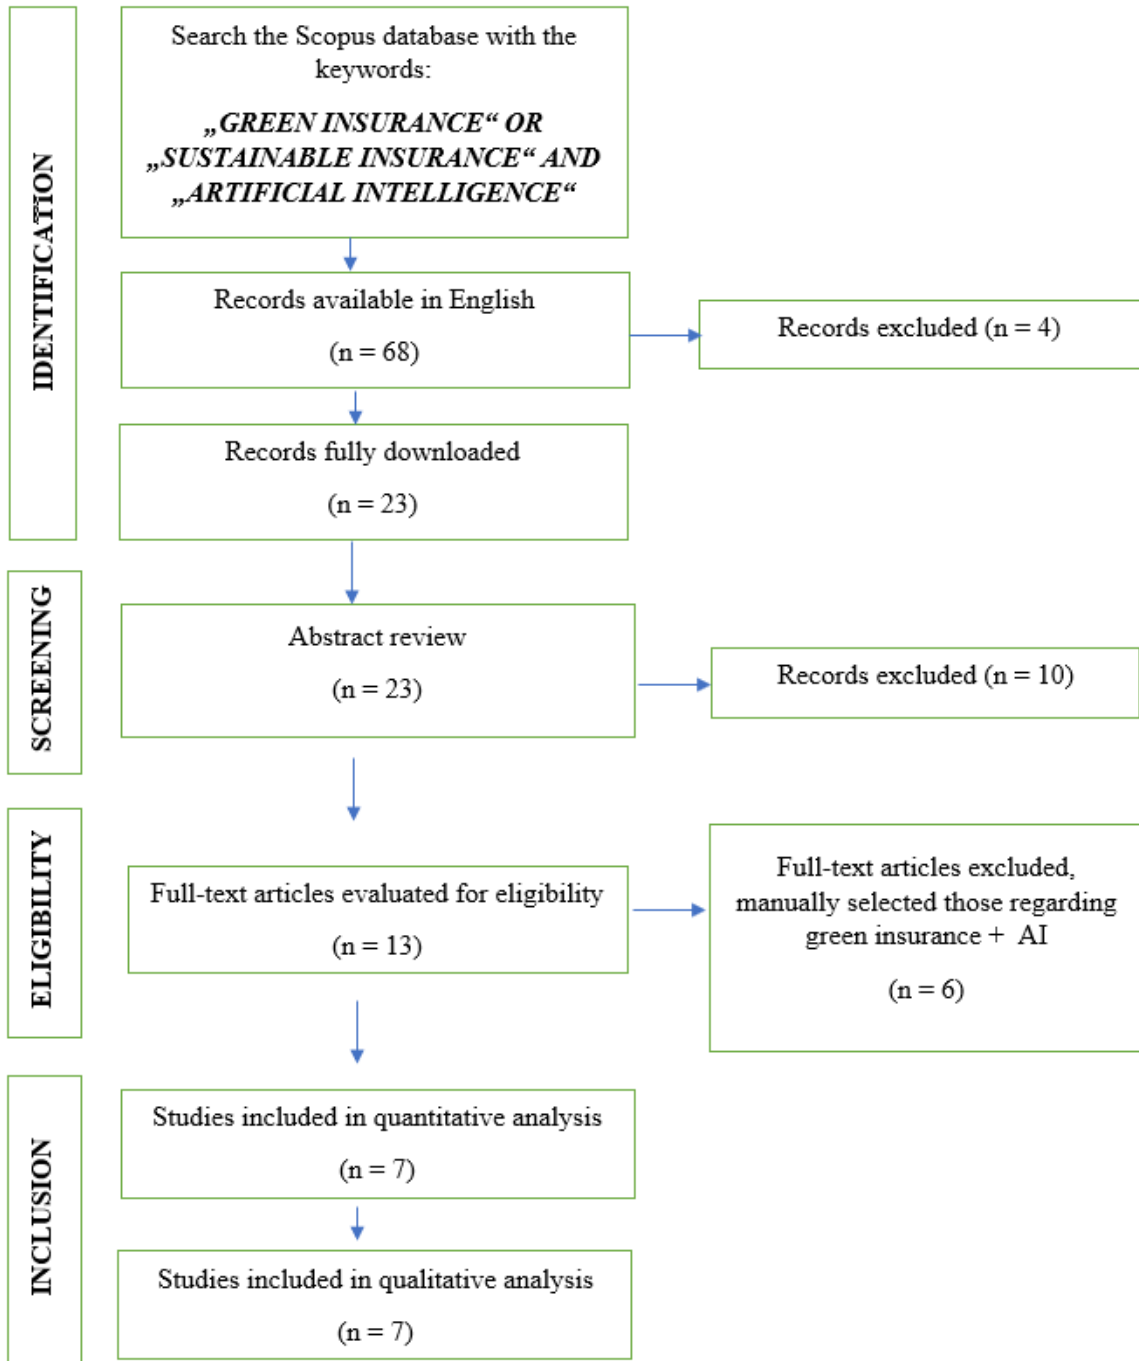 IDENTIFICATION
Search the Scopus database with the
keywords:
„GREEN INSURANCE“ OR
„SUSTAINABLE INSURANCE“ AND
„ARTIFICIAL INTELLIGENCE“
Records available in English
(n = 68)
Records excluded (n = 4)
Records fully downloaded
(n = 23)
SCREENING
Abstract review
(n = 23)
Records excluded (n = 10)
ELIGIBILITY
Full-text articles evaluated for eligibility
(n = 13)
Full-text articles excluded,
manually selected those regarding
green insurance + AI
(n = 6)
INCLUSION
Studies included in quantitative analysis
(n = 7)
Studies included in qualitative analysis
(n = 7)